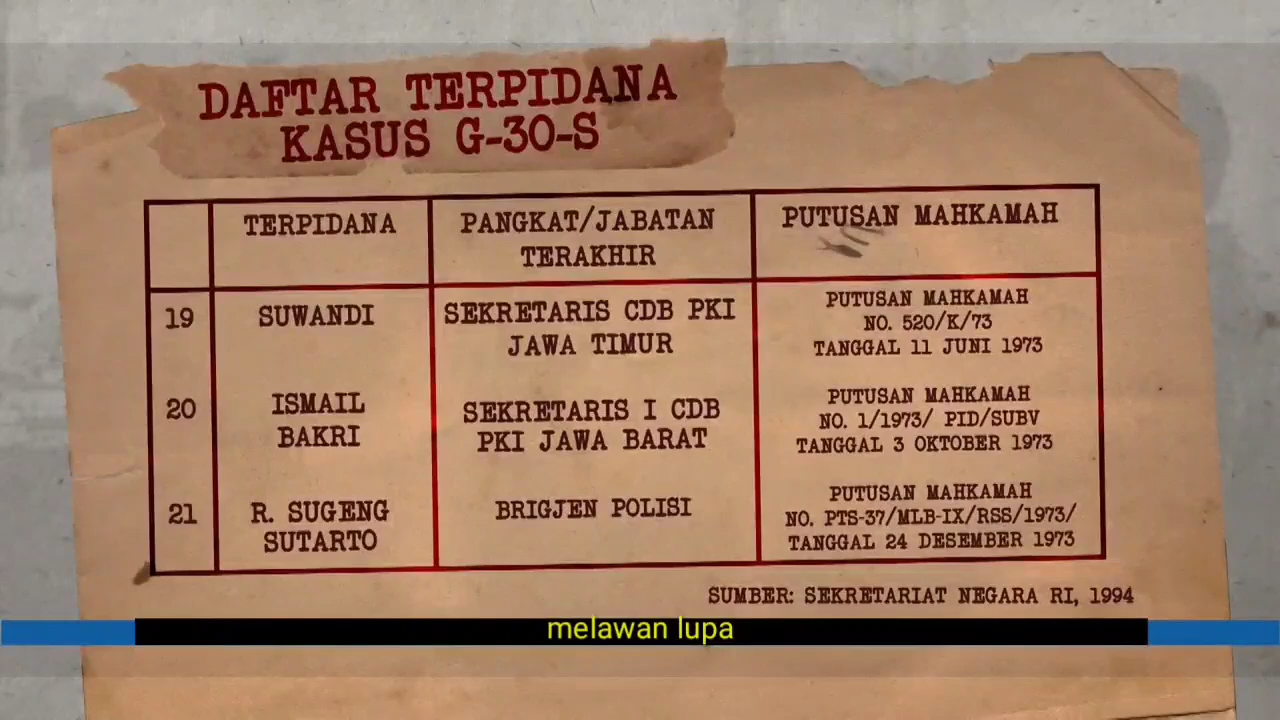 DAFTAR TERPIDANA
KASUS G-30-S
TERPIDANA
PANGKAT/JABATAN
TERAKHIR
PUTUSAN MAHKAMAH
19
SUWANDI
SEKRETARIS CDB PKI
JAWA TIMUR
PUTUSAN MAHKAMAH
NO. 520/K/73
TANGGAL 11 JUNI 1973
20
ISMAIL
BAKRI
SEKRETARIS I CDB
PKI JAWA BARAT
PUTUSAN MAHKAMAH
NO. 1/1973/ PID/SUBV
TANGGAL 3 OKTOBER 1973
21
R. SUGENG
SUTARTO
BRIGJEN POLISI
PUTUSAN MAHKAMAH
NO. PTS-37/MLB-IX/RSS/1973/
TANGGAL 24 DESEMBER 1973
SUMBER: SEKRETARIAT NEGARA RI, 1994
melawan lupa